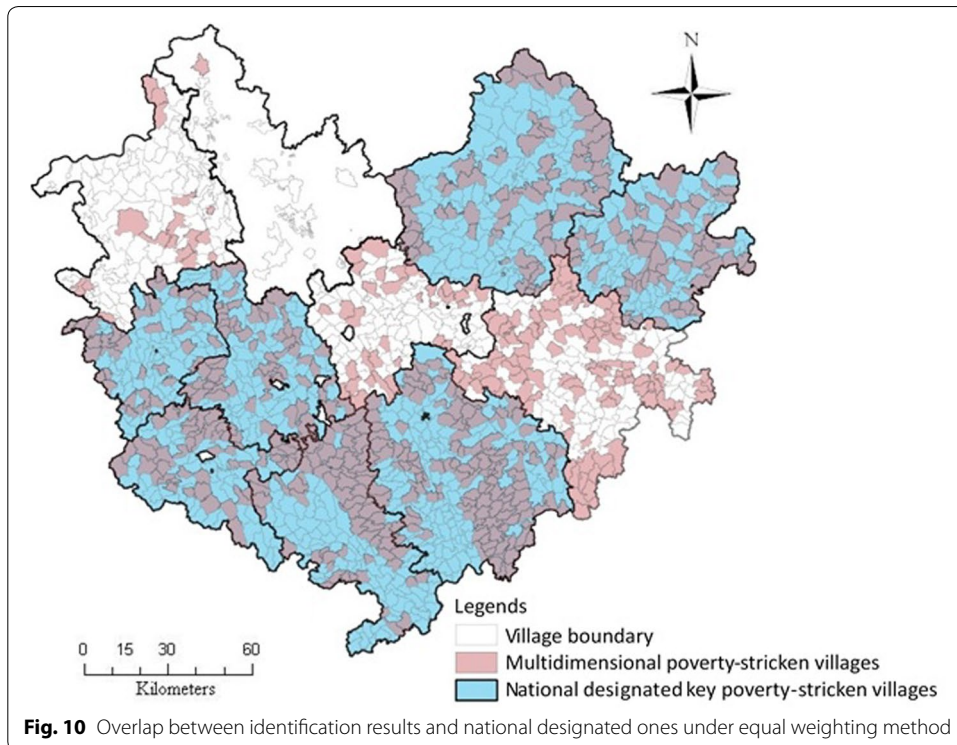 N
Legends
Village boundary
Multidimensional poverty-stricken villages
National designated key poverty-stricken villages
0 15 30 60
Kilometers
Fig. 10 Overlap between identification results and national designated ones under equal weighting method